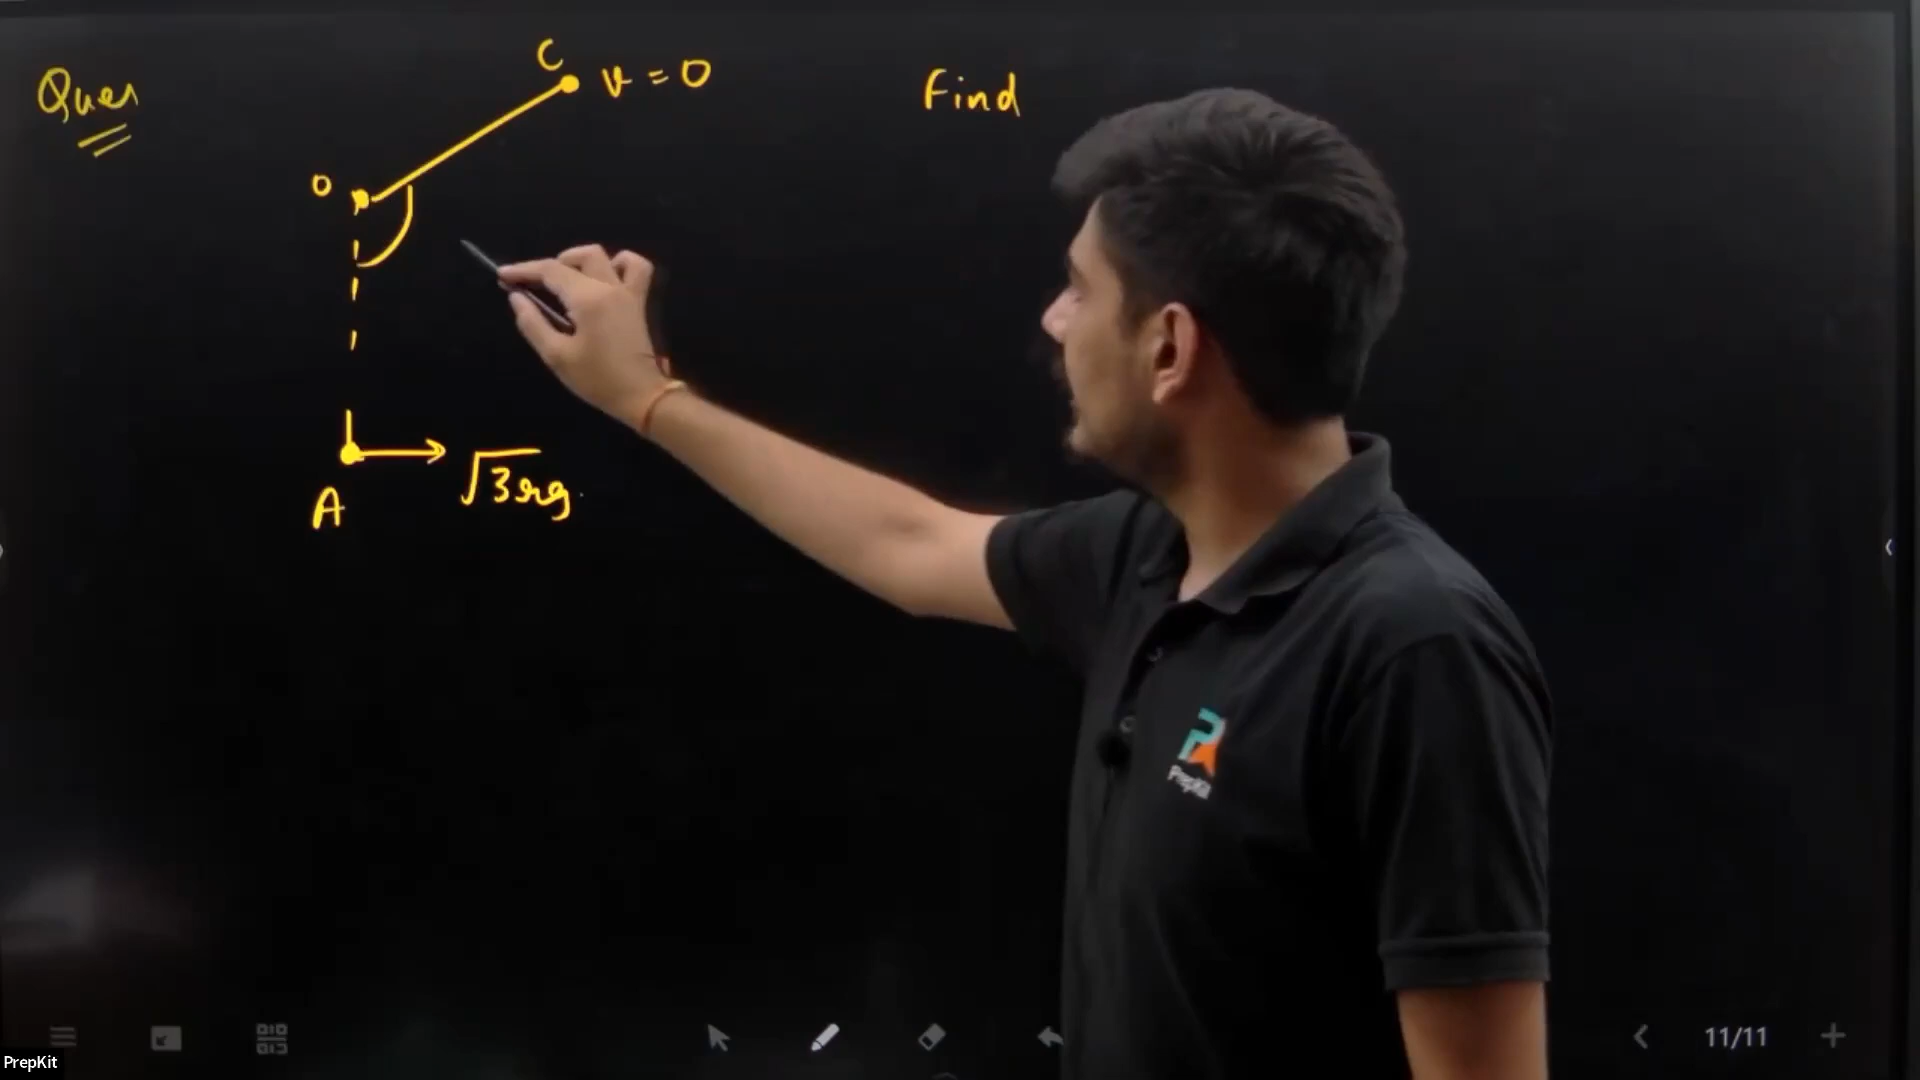 Ques
C
v = 0
Find
O
√3rg
A
PrepKit
11/11
PrepKit